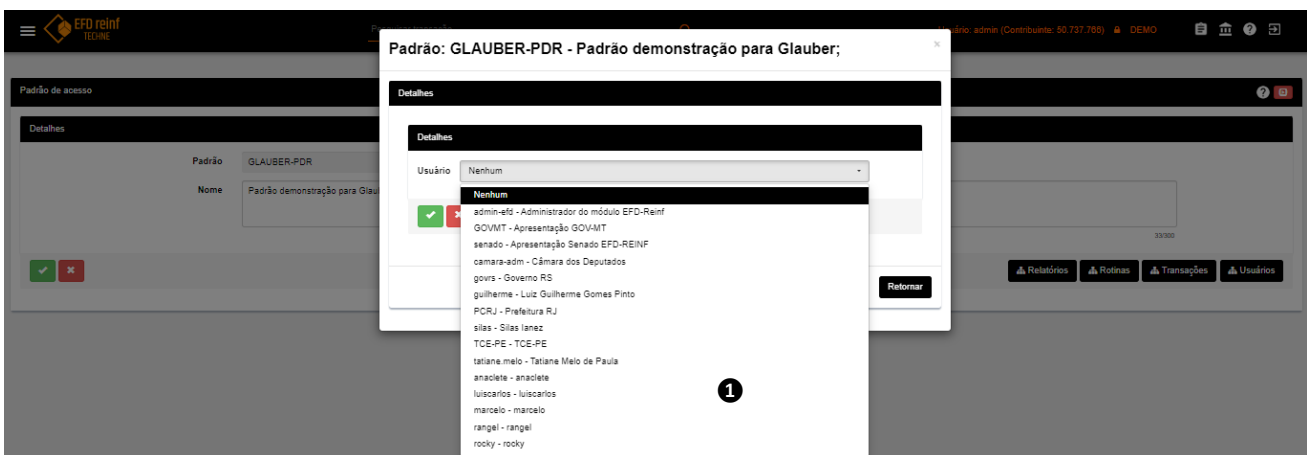 EFD reinf
TECHNE
Usuário: admin (Contribuinte: 50.737.766) DEMO
Padrão: GLAUBER-PDR - Padrão demonstração para Glauber;
×
Padrão de acesso
Detalhes
Padrão GLAUBER-PDR
Nome Padrão demonstração para Glaub
33/300
Relatórios Rotinas Transações Usuários
Detalhes
Detalhes
Usuário Nenhum
Nenhum
admin-efd - Administrador do módulo EFD-Reinf
GOVMT - Apresentação GOV-MT
senado - Apresentação Senado EFD-REINF
camara-adm - Câmara dos Deputados
govrs - Governo RS
guilherme - Luiz Guilherme Gomes Pinto
PCRJ - Prefeitura RJ
silas - Silas Ianez
TCE-PE - TCE-PE
tatiane.melo - Tatiane Melo de Paula
anaclete - anaclete
luiscarlos - luiscarlos
marcelo - marcelo
rangel - rangel
rocky - rocky
Retornar
1